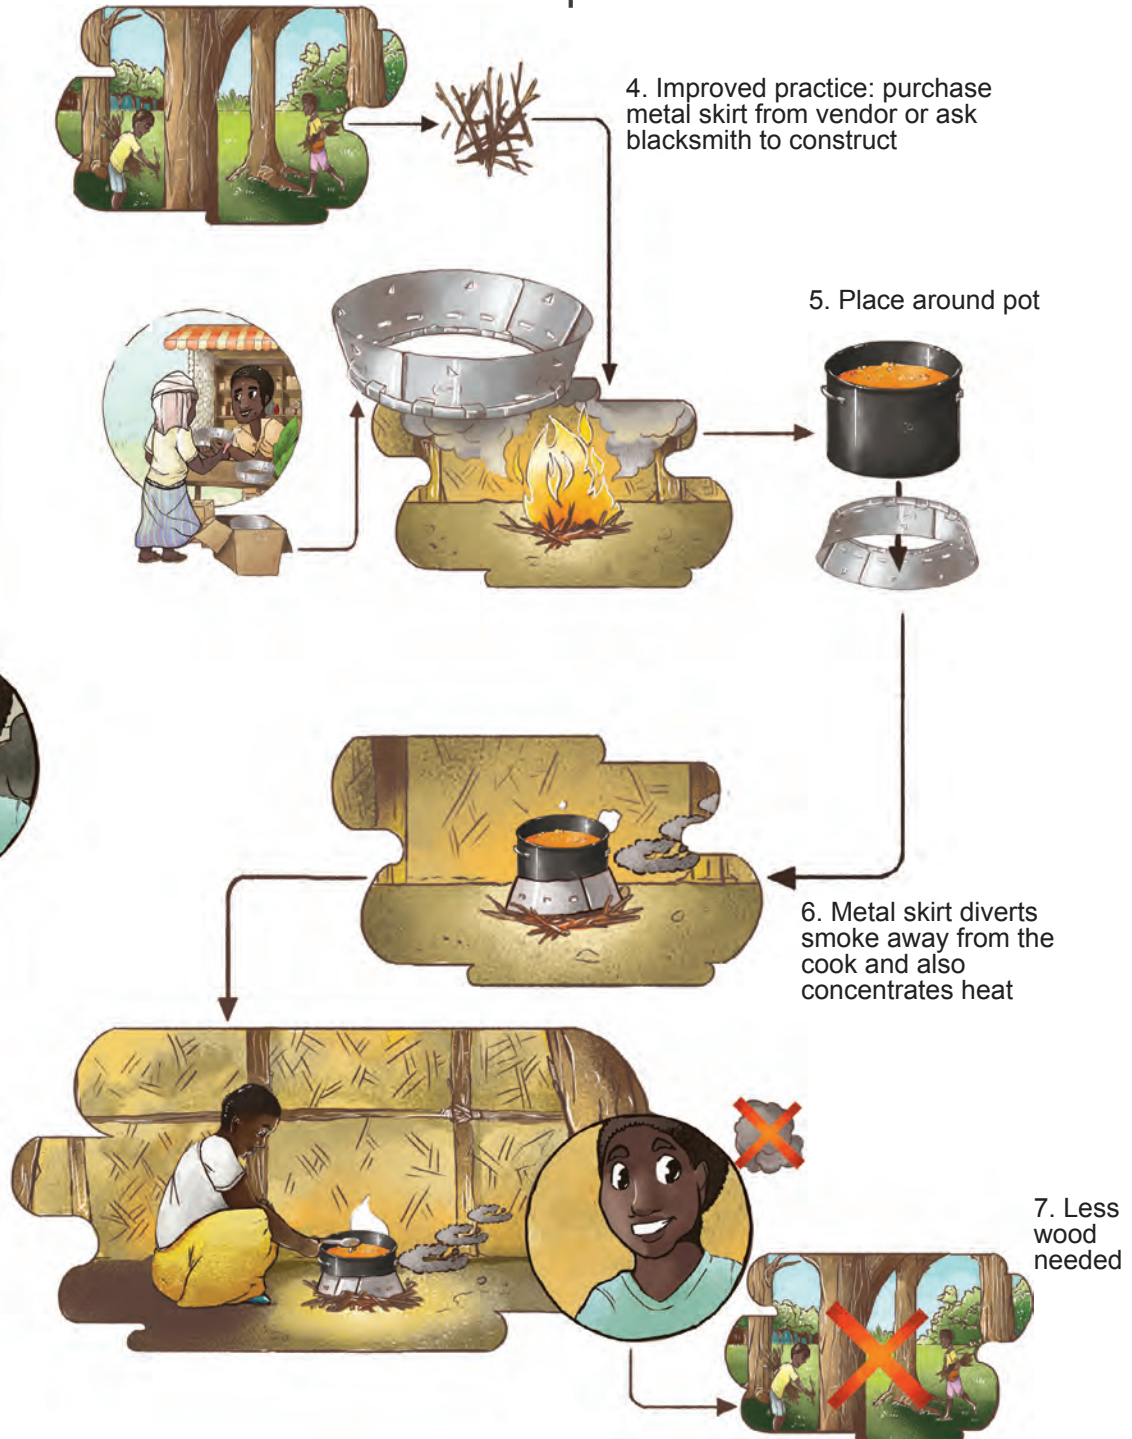 4. Improved practice: purchase
metal skirt from vendor or ask
blacksmith to construct
5. Place around pot
6. Metal skirt diverts
smoke away from the
cook and also
concentrates heat
7. Less
wood
needed